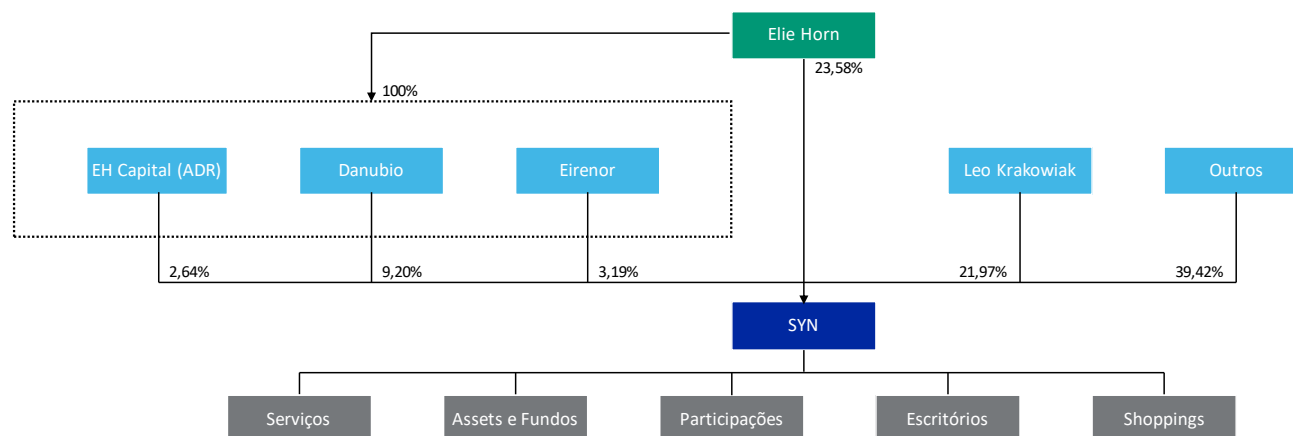 Elie Horn
23,58%
100%
EH Capital (ADR)
Danubio
Eirenor
Leo Krakowiak
Outros
2,64%
9,20%
3,19%
21,97%
39,42%
SYN
Serviços
Assets e Fundos
Participações
Escritórios
Shoppings